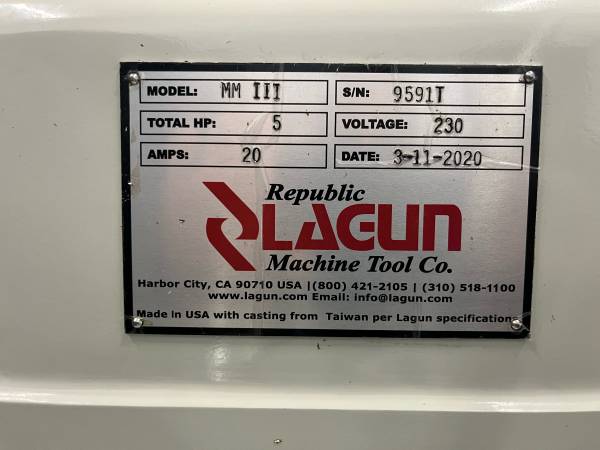 MODEL: MM III S/N: 9591T
TOTAL HP: 5 VOLTAGE: 230
AMPS: 20 DATE: 3-11-2020
Republic
LAGUN
Machine Tool Co.
Harbor City, CA 90710 USA |(800) 421-2105 | (310) 518-1100
www.lagun.com Email: info@lagun.com
Made in USA with casting from Taiwan per Lagun specification